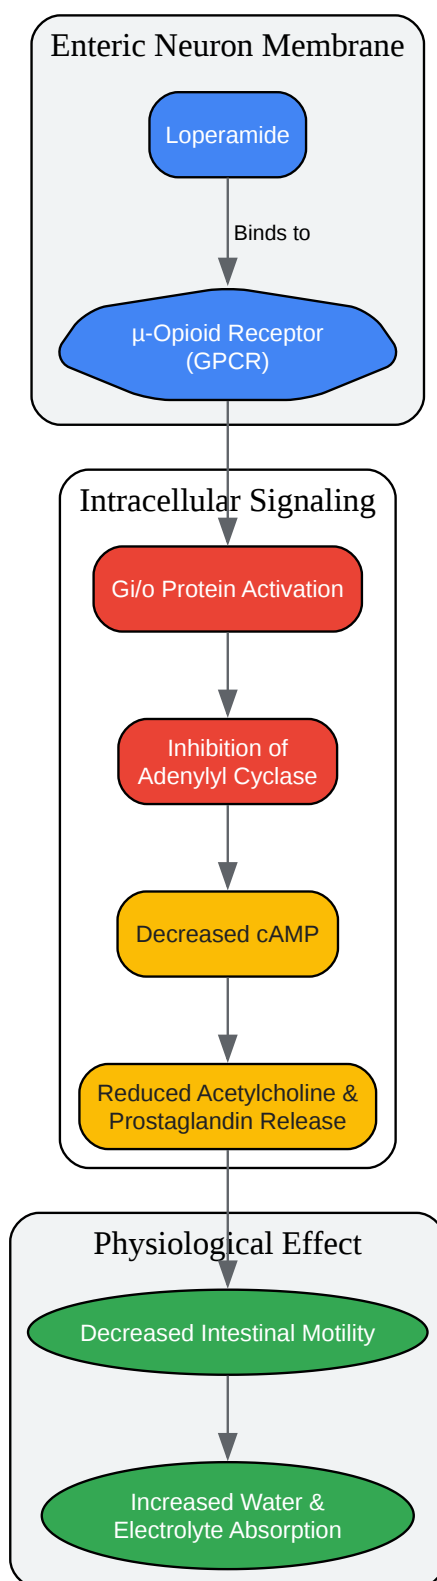 Enteric Neuron Membrane
Loperamide
Binds to
µ-Opioid Receptor
(GPCR)
Intracellular Signaling
Gi/o Protein Activation
Inhibition of
Adenylyl Cyclase
Decreased cAMP
Reduced Acetylcholine &
Prostaglandin Release
Physiological Effect
Decreased Intestinal Motility
Increased Water &
Electrolyte Absorption